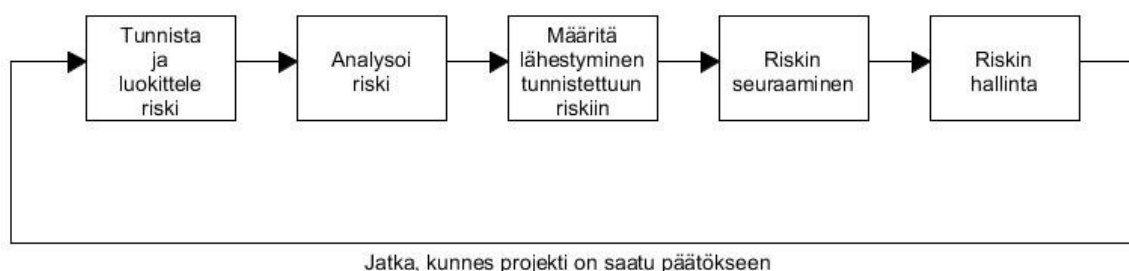 Tunnista
ja
luokittele
riski
Analysoi
riski
Määritä
lähestyminen
tunnistettuun
riskiin
Riskin
seuraaminen
Riskin
hallinta
Jatka, kunnes projekti on saatu päätökseen